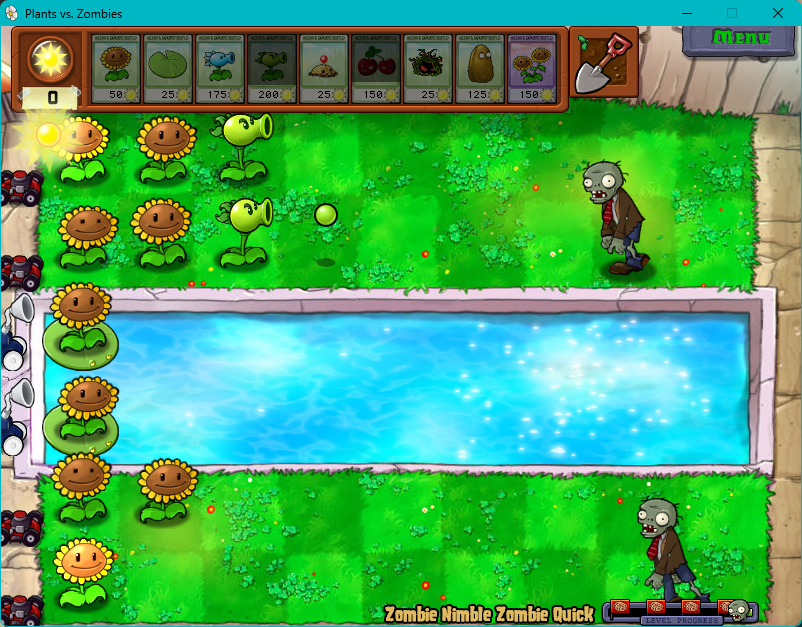 Plants vs. Zombies
Menu
0
50 25 175 200 25 150 25 125 150
Zombie Nimble Zombie Quick
LEVEL PROGRESS